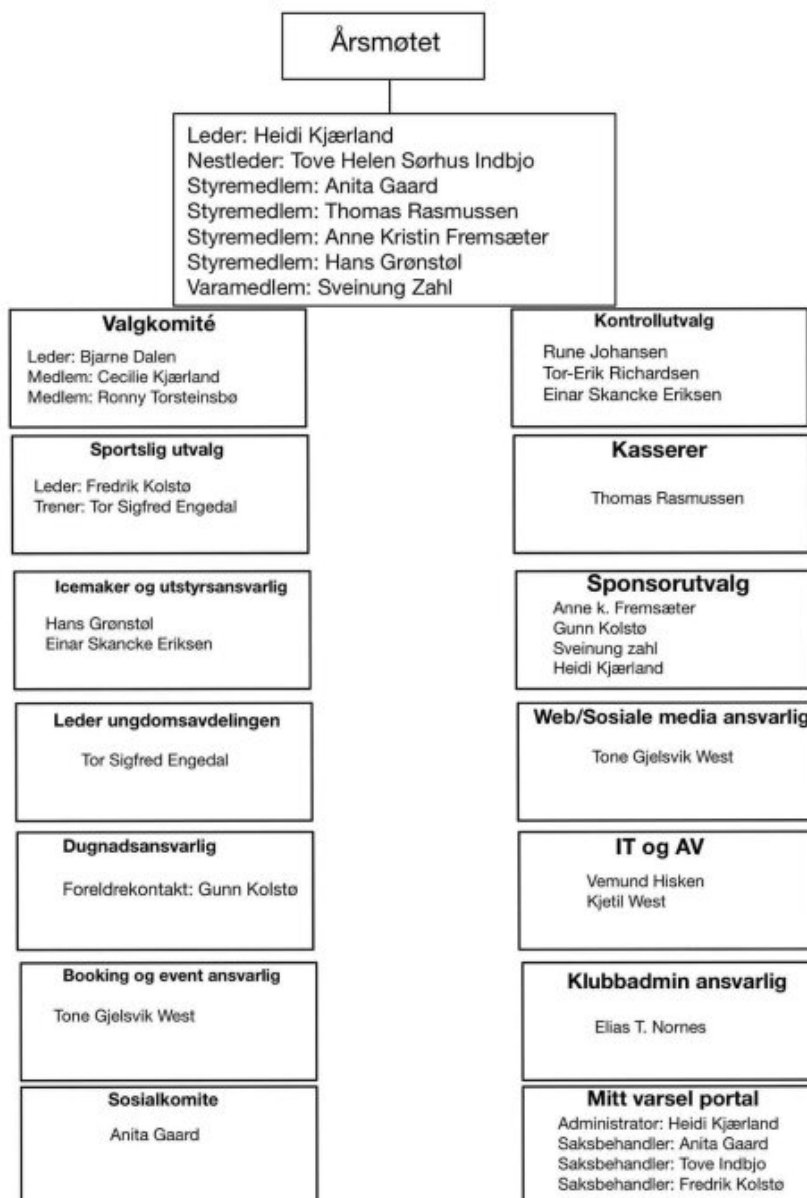 Årsmøtet
Leder: Heidi Kjærland
Nestleder: Tove Helen Sørhus Indbjo
Styremedlem: Anita Gaard
Styremedlem: Thomas Rasmussen
Styremedlem: Anne Kristin Fremsæter
Styremedlem: Hans Grønstøl
Varamedlem: Sveinung Zahl
Valgkomité
Leder: Bjarne Dalen
Medlem: Cecilie Kjærland
Medlem: Ronny Torsteinsbø
Kontrollutvalg
Rune Johansen
Tor-Erik Richardsen
Einar Skancke Eriksen
Sportslig utvalg
Leder: Fredrik Kolstø
Trener: Tor Sigfred Engedal
Kasserer
Thomas Rasmussen
Icemaker og utstyrsansvarlig
Hans Grønstøl
Einar Skancke Eriksen
Sponsorutvalg
Anne k. Fremsæter
Gunn Kolstø
Sveinung zahl
Heidi Kjærland
Leder ungdomsavdelingen
Tor Sigfred Engedal
Web/Sosiale media ansvarlig
Tone Gjelsvik West
Dugnadsansvarlig
Foreldrekontakt: Gunn Kolstø
IT og AV
Vemund Hisken
Kjetil West
Booking og event ansvarlig
Tone Gjelsvik West
Klubbadmin ansvarlig
Elias T. Nornes
Sosialkomite
Anita Gaard
Mitt varsel portal
Administrator: Heidi Kjærland
Saksbehandler: Anita Gaard
Saksbehandler: Tove Indbjo
Saksbehandler: Fredrik Kolstø